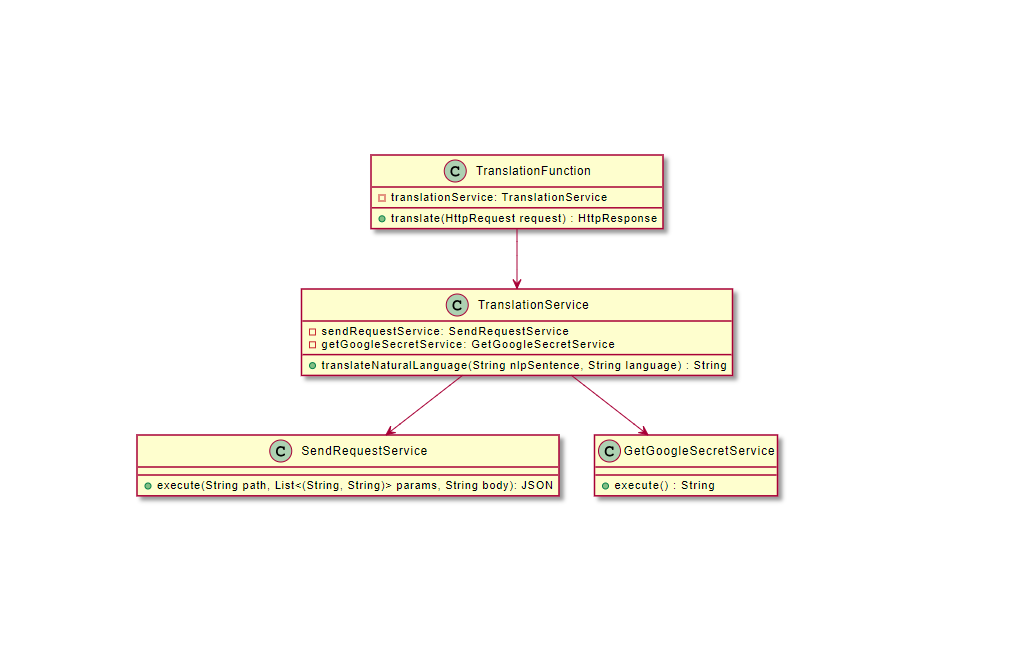 C TranslationFunction
translationService: TranslationService
translate(HttpRequest request) : HttpResponse
C TranslationService
sendRequestService: SendRequestService
getGoogleSecretService: GetGoogleSecretService
translateNaturalLanguage(String nlpSentence, String language) : String
C SendRequestService
execute(String path, List<(String, String)> params, String body): JSON
C GetGoogleSecretService
execute() : String